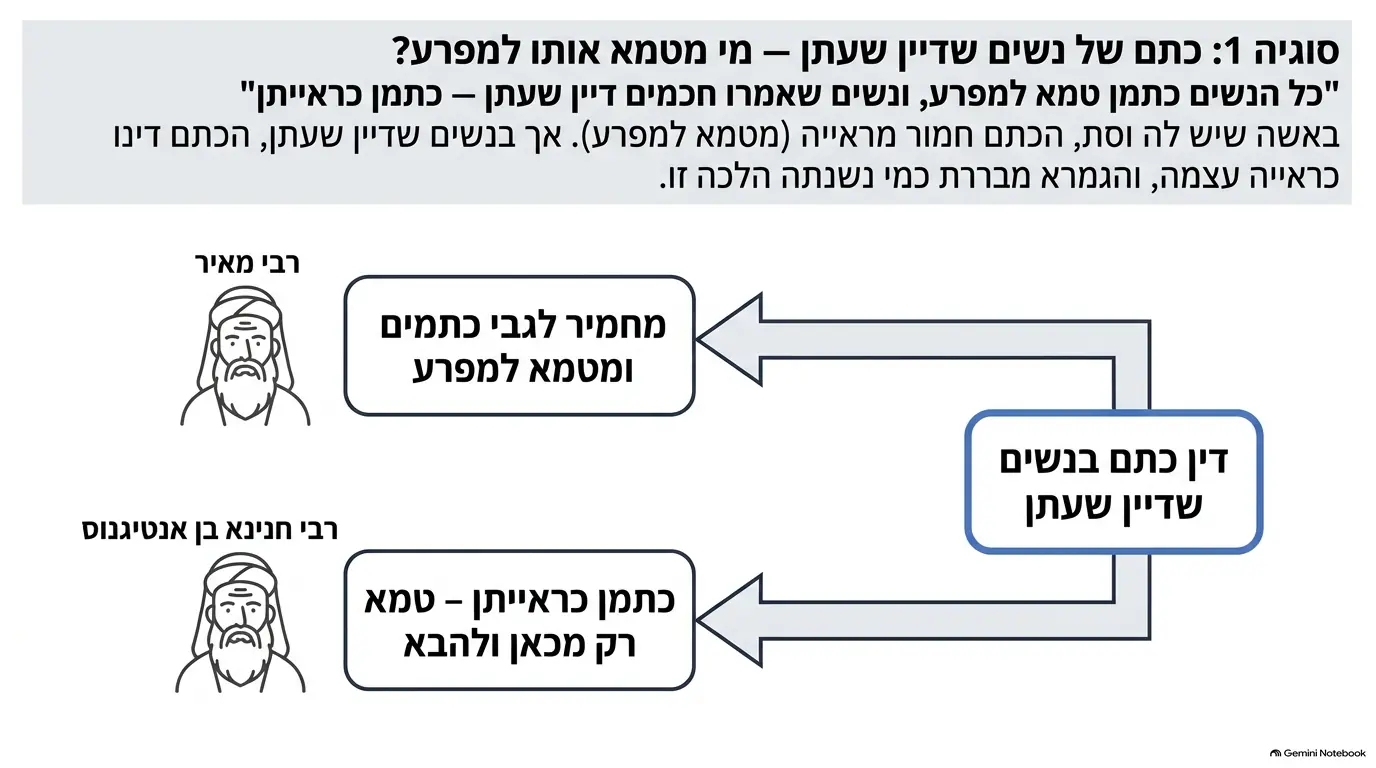 סוגיה 1: כתם של נשים שדיין שעתן – מי מטמא אותו למפרע?
"כל הנשים כתמן טמא למפרע, ונשים שאמרו חכמים דיין שעתן – כתמן כראייתן"
באשה שיש לה וסת, הכתם חמור מראייה (מטמא למפרע). אך בנשים שדיין שעתן, הכתם דינו
כראייה עצמה, והגמרא מבררת כמי נשנתה הלכה זו.
רבי מאיר
מחמיר לגבי כתמים
ומטמא למפרע
דין כתם בנשים
שדיין שעתן
רבי חנינא בן אנטיגנוס
כתמן כראייתן – טמא
רק מכאן ולהבא
Gemini Notebook